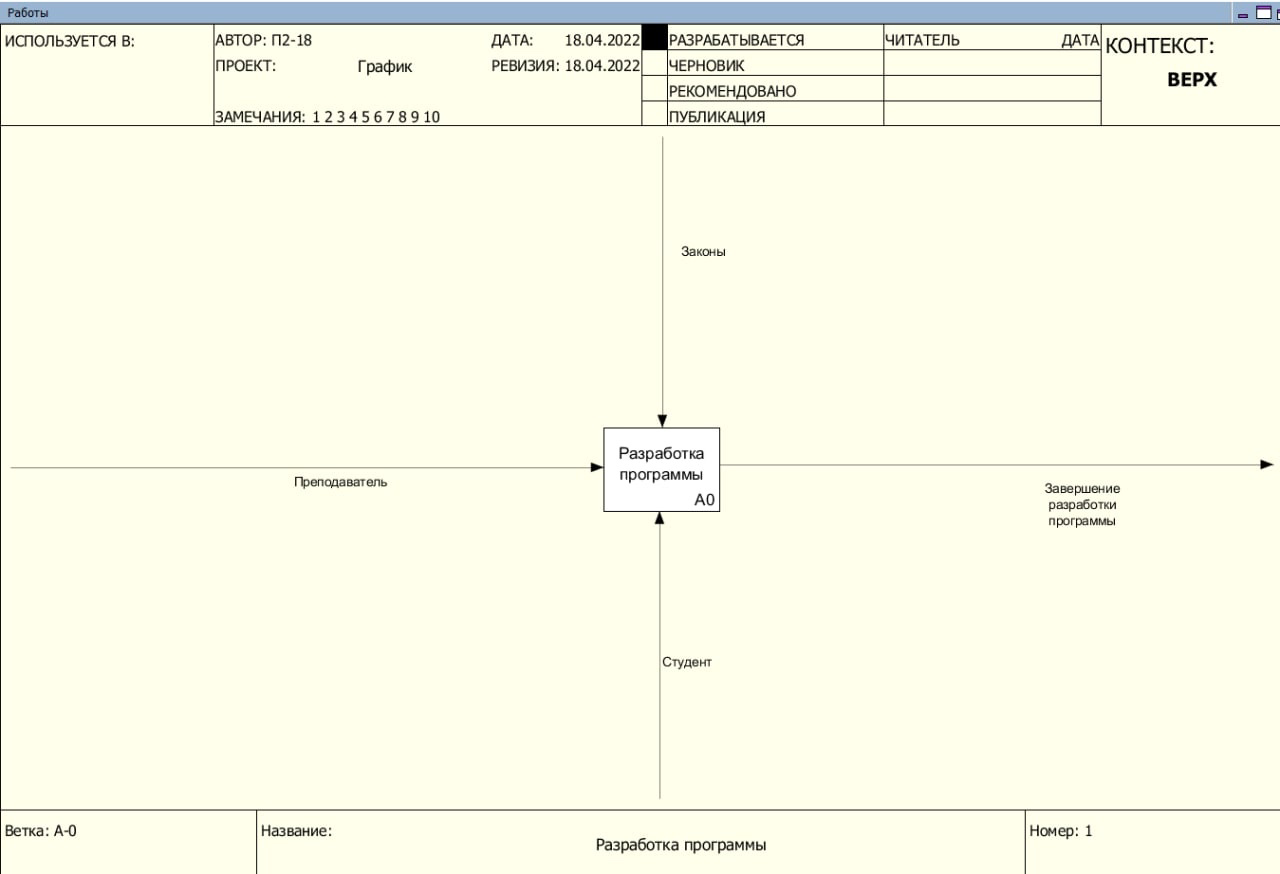 Работы
ИСПОЛЬЗУЕТСЯ В:
АВТОР: П2-18
ДАТА: 18.04.2022
ПРОЕКТ: График
РЕВИЗИЯ: 18.04.2022
ЗАМЕЧАНИЯ: 1 2 3 4 5 6 7 8 9 10
РАЗРАБАТЫВАЕТСЯ
ЧЕРНОВИК
РЕКОМЕНДОВАНО
ПУБЛИКАЦИЯ
ЧИТАТЕЛЬ ДАТА
КОНТЕКСТ:
ВЕРХ
Законы
Разработка
программы
A0
Преподаватель
Завершение
разработки
программы
Студент
Ветка: A-0
Название:
Разработка программы
Номер: 1